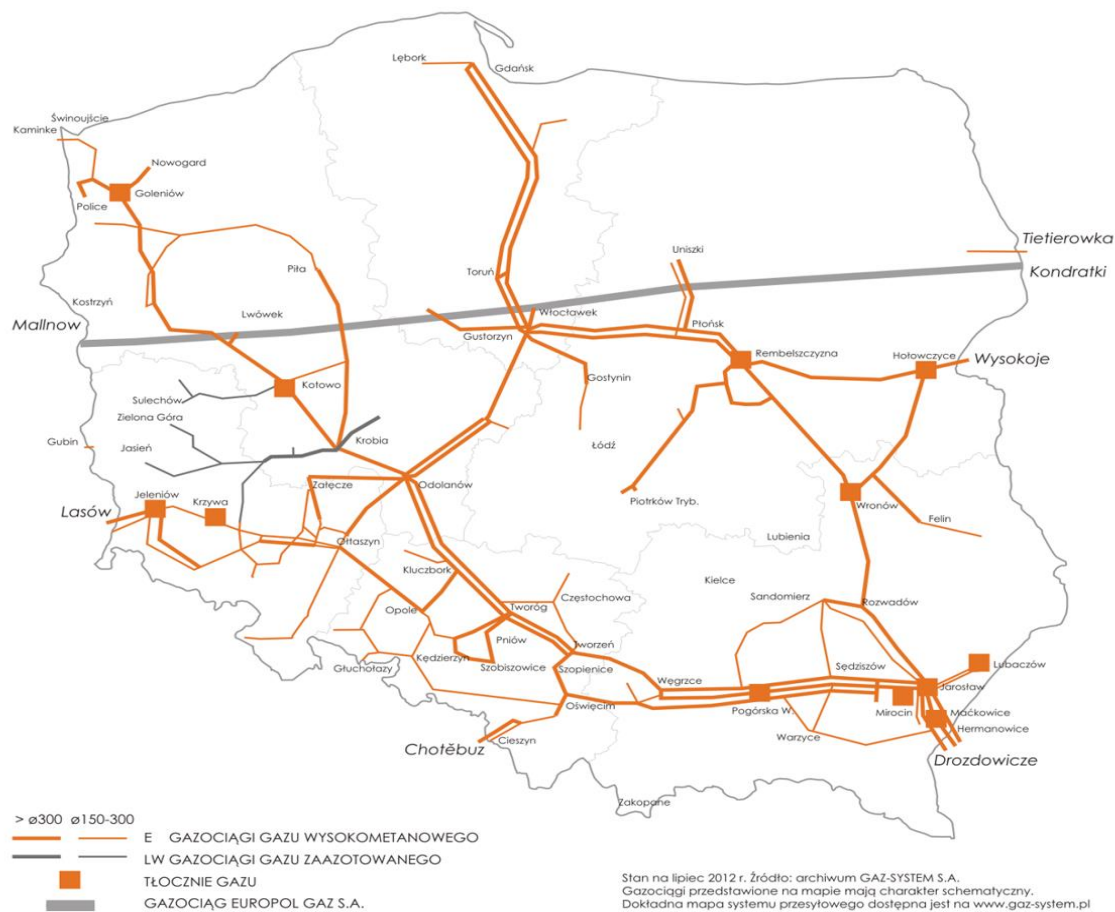 Lębork
Gdańsk
Świnoujście
Kaminke
Nowogard
Goleniów
Police
Tietierowka
Uniszki
Kondratki
Toruń
Piła
Kostrzyń
Lwówek
Włocławek
Mallnow
Płońsk
Gustorzyn
Rembelszczyzna
Hołowczyce
Wysokoje
Gostynin
Kotowo
Sulechów
Zielona Góra
Krobia
Gubin
Jasień
Łódź
Załęcze
Odolanów
Jeleniów
Krzywa
Piotrków Tryb.
Wronów
Lasów
Felin
Lubienia
Ołtaszyn
Kluczbork
Kielce
Częstochowa
Sandomierz
Opole
Tworóg
Rozwadów
Pniów
Tworzeń
Kędzierzyn
Szobiszowice
Szopienice
Głuchołazy
Sędziszów
Lubaczów
Węgrzce
Jarosław
Oświęcim
Pogórska W.
Mirocin
Maćkowice
Hermanowice
Warzyce
Cieszyn
Chotěbuz
Drozdowicze
Zakopane
> ø300 ø150-300
E GAZOCIĄGI GAZU WYSOKOMETANOWEGO
LW GAZOCIĄGI GAZU ZAAZOTOWANEGO
TŁOCZNIE GAZU
GAZOCIĄG EUROPOL GAZ S.A.
Stan na lipiec 2012 r. Źródło: archiwum GAZ-SYSTEM S.A.
Gazociągi przedstawione na mapie mają charakter schematyczny.
Dokładna mapa systemu przesyłowego dostępna jest na www.gaz-system.pl